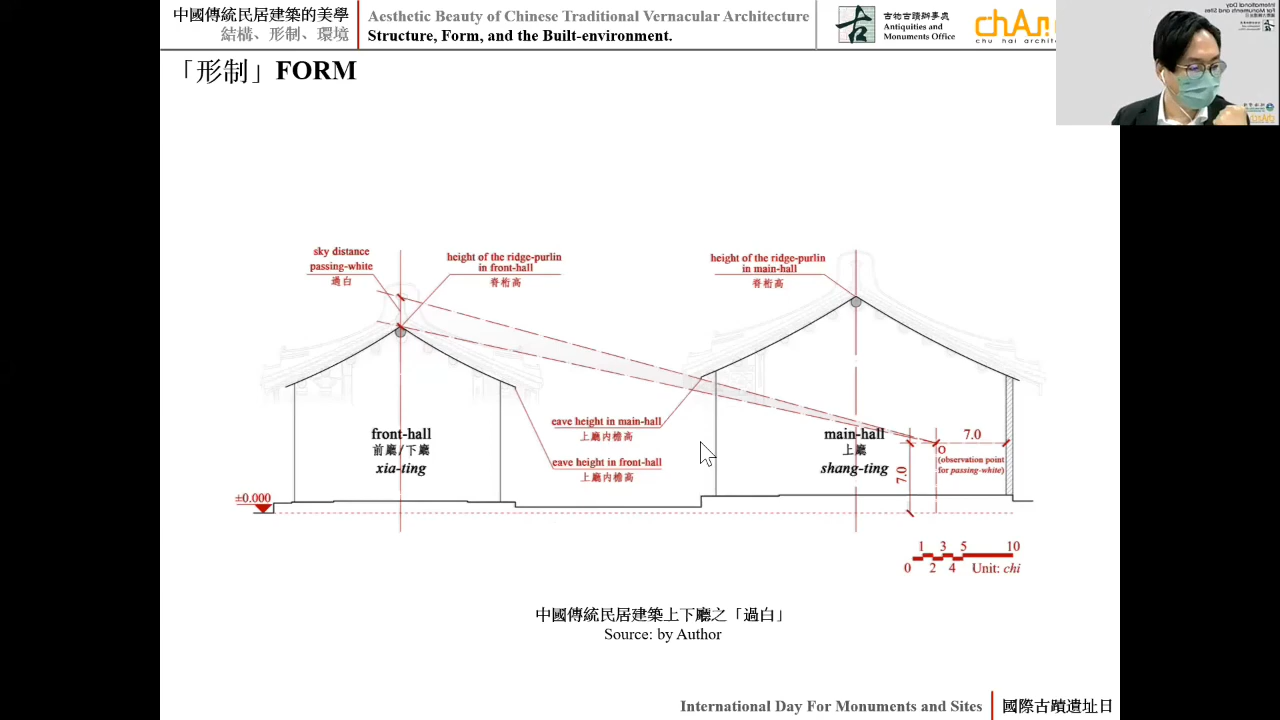 中國傳統民居建築的美學
結構、形制、環境
Aesthetic Beauty of Chinese Traditional Vernacular Architecture
Structure, Form, and the Built-environment.
古物古蹟辦事處
Antiquities and
Monuments Office
「形制」FORM
sky distance
passing-white
過白
height of the ridge-purlin
in front-hall
脊桁高
height of the ridge-purlin
in main-hall
脊桁高
eave height in main-hall
上廳內檐高
eave height in front-hall
上廳內檐高
front-hall
前廳/下廳
xia-ting
main-hall
上廳
shang-ting
7.0
O
(observation point
for passing-white)
7.0
±0.000
1 3 5 10
0 2 4 Unit: chi
中國傳統民居建築上下廳之「過白」
Source: by Author
International Day For Monuments and Sites
國際古蹟遺址日